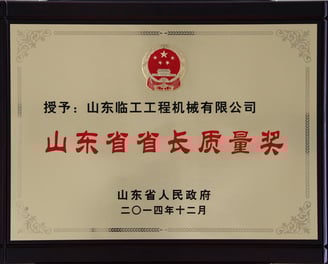 授予：山东临工工程机械有限公司
山东省省长质量奖
山东省人民政府
二〇一四年十二月